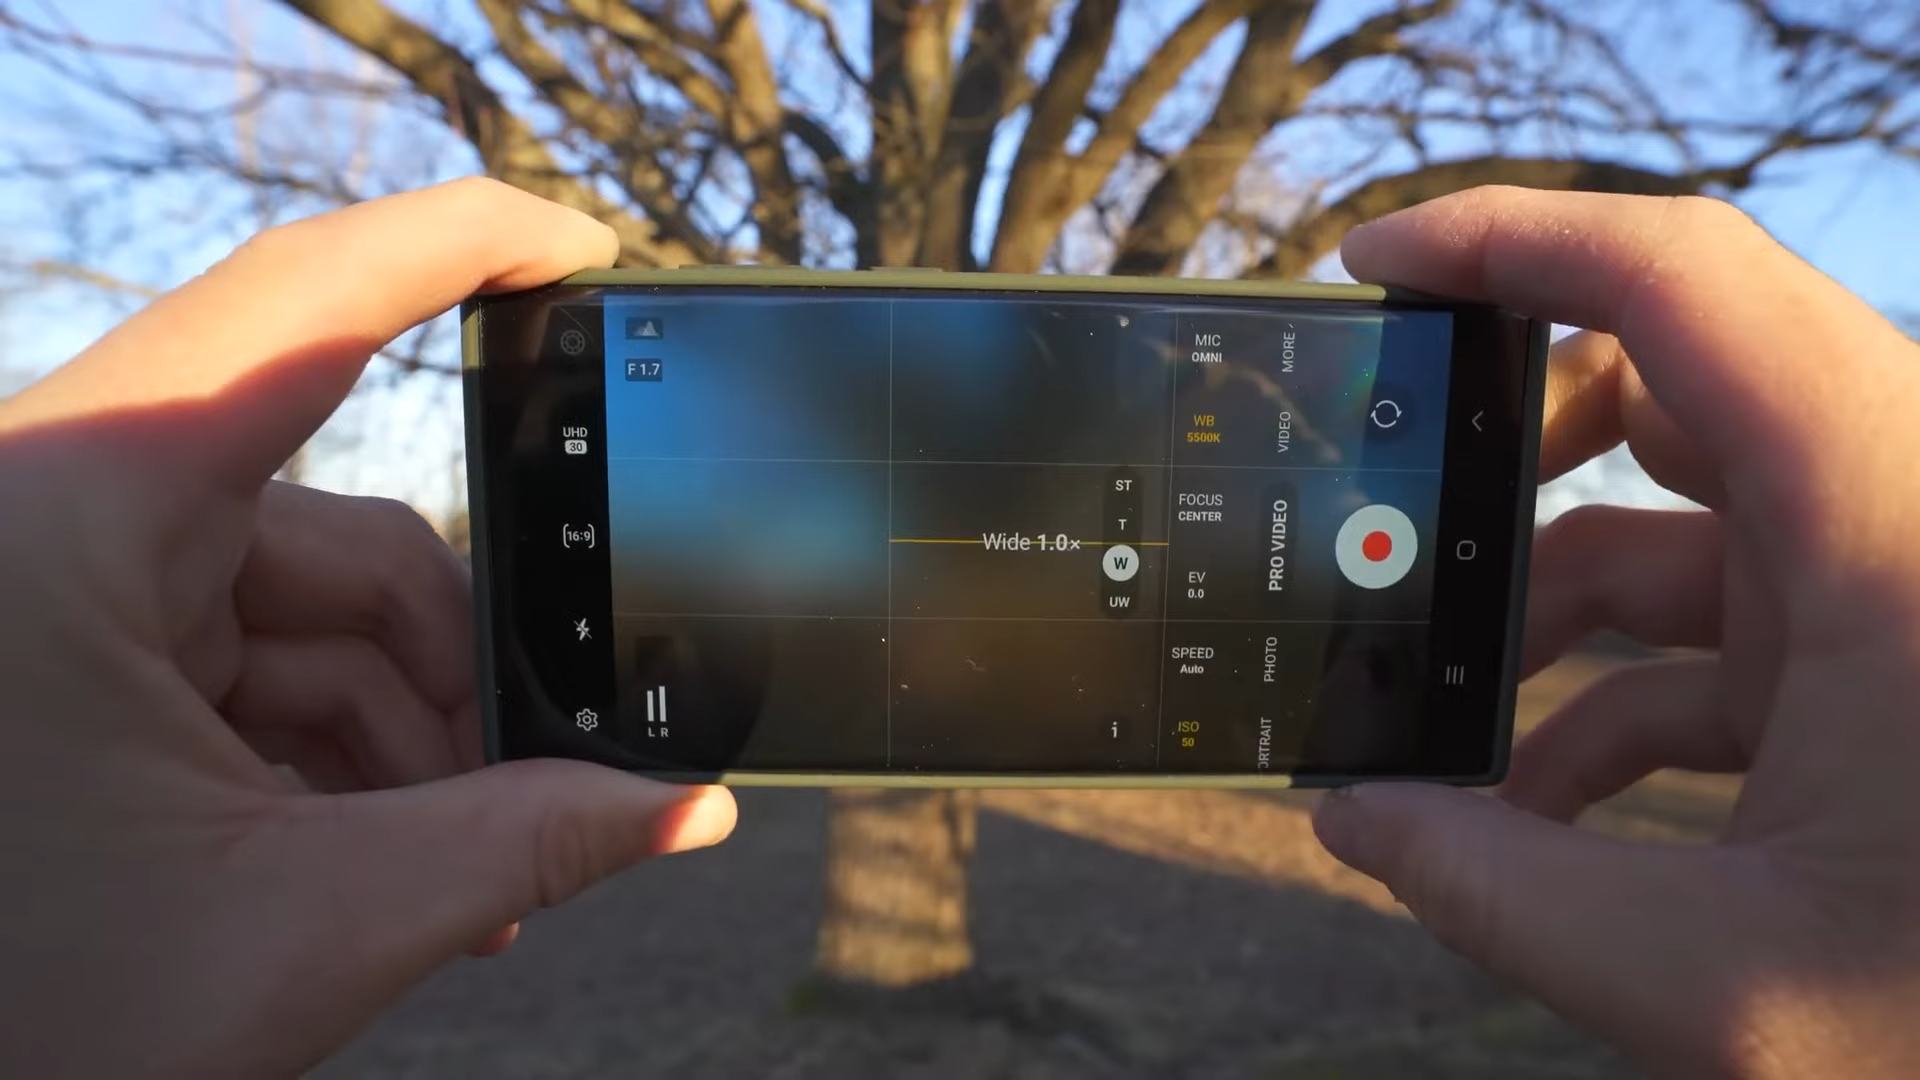 F 1.7
UHD
30
16:9
L R
Wide 1.0×
ST
T
W
UW
i
MIC
OMNI
WB
5500K
FOCUS
CENTER
EV
0.0
SPEED
Auto
ISO
50
MORE
VIDEO
PRO VIDEO
PHOTO
ORTRAIT